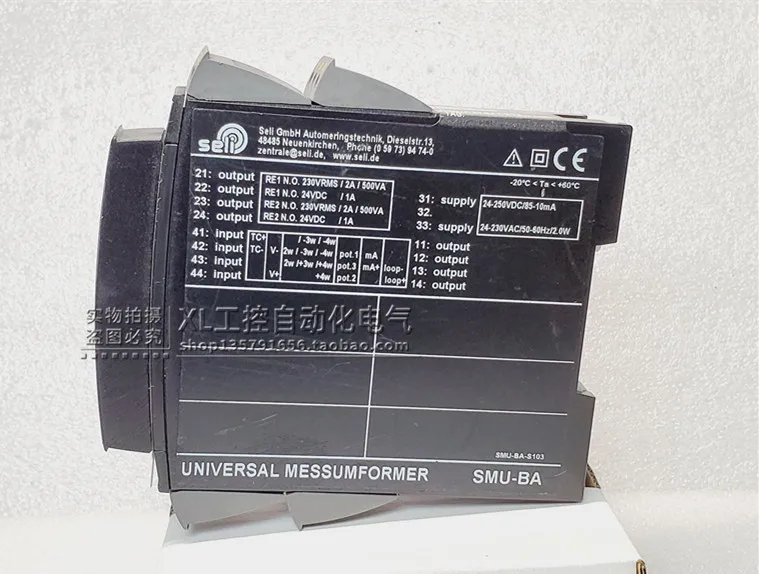 TAS
seli
Seli GmbH Automeringstechnik, Dieselstr.13,
48485 Neuenkirchen, Phone (0 59 73) 94 74-0
zentrale@seli.de, www.seli.de
CE
-20°C < Ta < +60°C
21: output RE1 N.O. 230VRMS / 2A / 500VA
22: output RE1 N.O. 24VDC / 1A
23: output RE2 N.O. 230VRMS / 2A / 500VA
24: output RE2 N.O. 24VDC / 1A
31: supply 24-250VDC/85-10mA
32.
33: supply 24-230VAC/50-60Hz/2.0W
41: input TC+ / -3w / -4w
42: input TC- V- 2w / -3w / -4w pot.1 mA
43: input 2w /+3w /+4w pot.3 mA+ loop-
44: input V+ +4w pot.2 loop+
11: output
12: output
13: output
14: output
实物拍摄
盗图必究
XL工控自动化电气
shop135791656.taobao.com
SMU-BA-S103
UNIVERSAL MESSUMFORMER SMU-BA